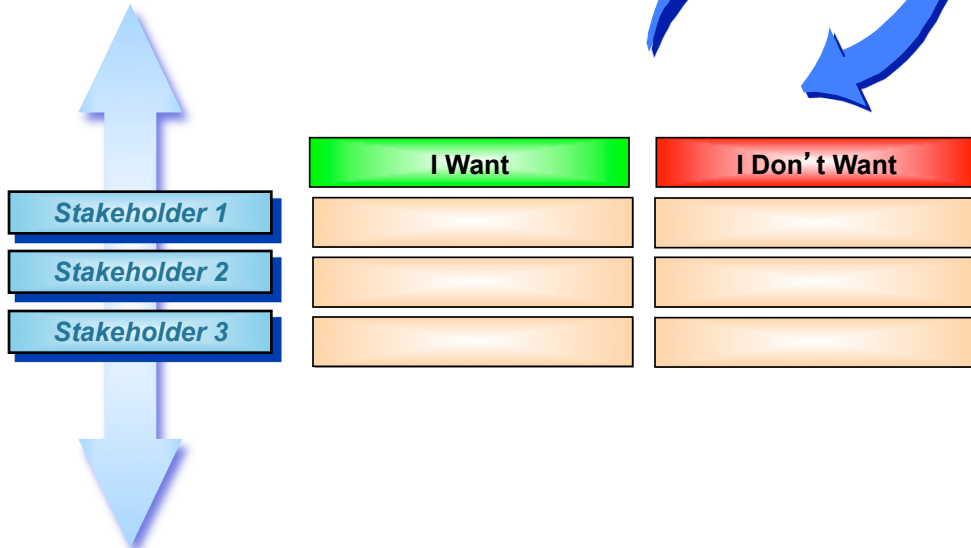 I Want
I Don’t Want
Stakeholder 1
Stakeholder 2
Stakeholder 3